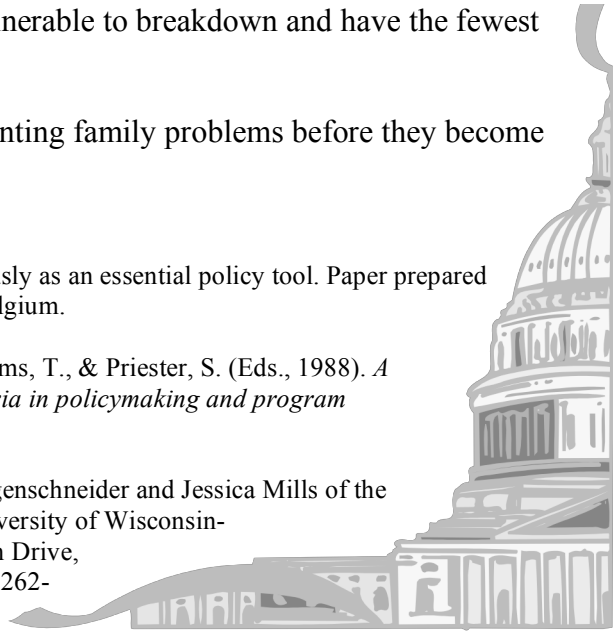 nerable to breakdown and have the fewest
nting family problems before they become
sly as an essential policy tool. Paper prepared
lgium.
ms, T., & Priester, S. (Eds., 1988). A
ia in policymaking and program
genschneider and Jessica Mills of the
versity of Wisconsin-
n Drive,
262-